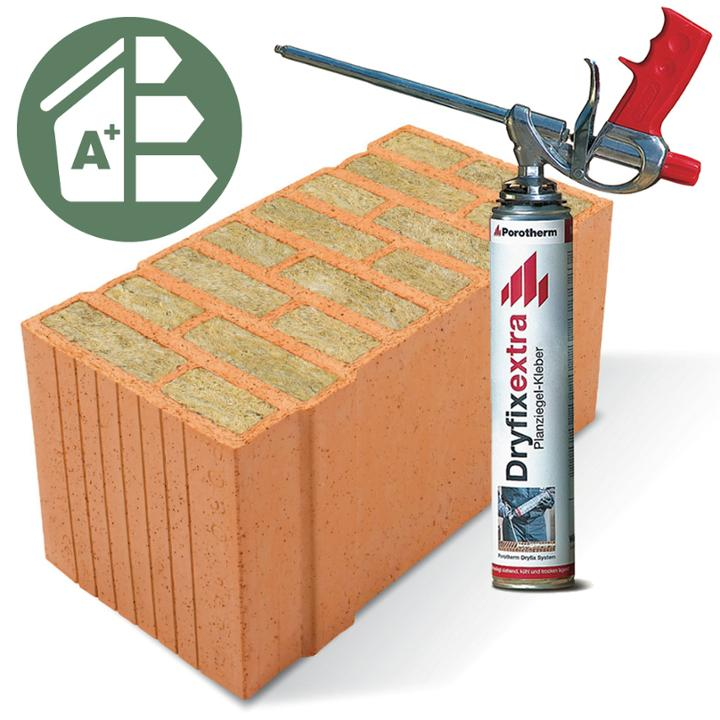 A+
Porotherm
Dryfixextra
Planziegel-Kleber
Porotherm Dryfix System